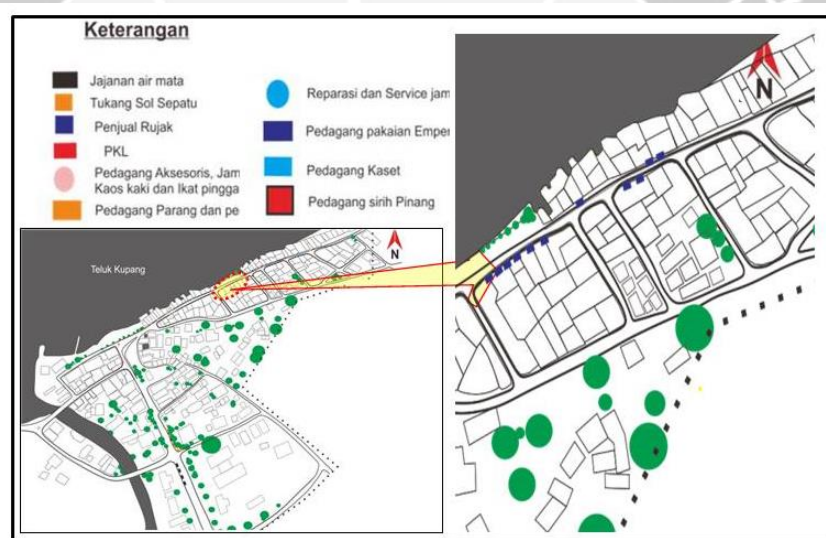 Keterangan
Jajanan air mata
Tukang Sol Sepatu
Penjual Rujak
PKL
Pedagang Aksesoris, Jam
Kaos kaki dan Ikat pingga
Pedagang Parang dan pe
Reparasi dan Service jam
Pedagang pakaian Emper
Pedagang Kaset
Pedagang sirih Pinang
N
Teluk Kupang
N